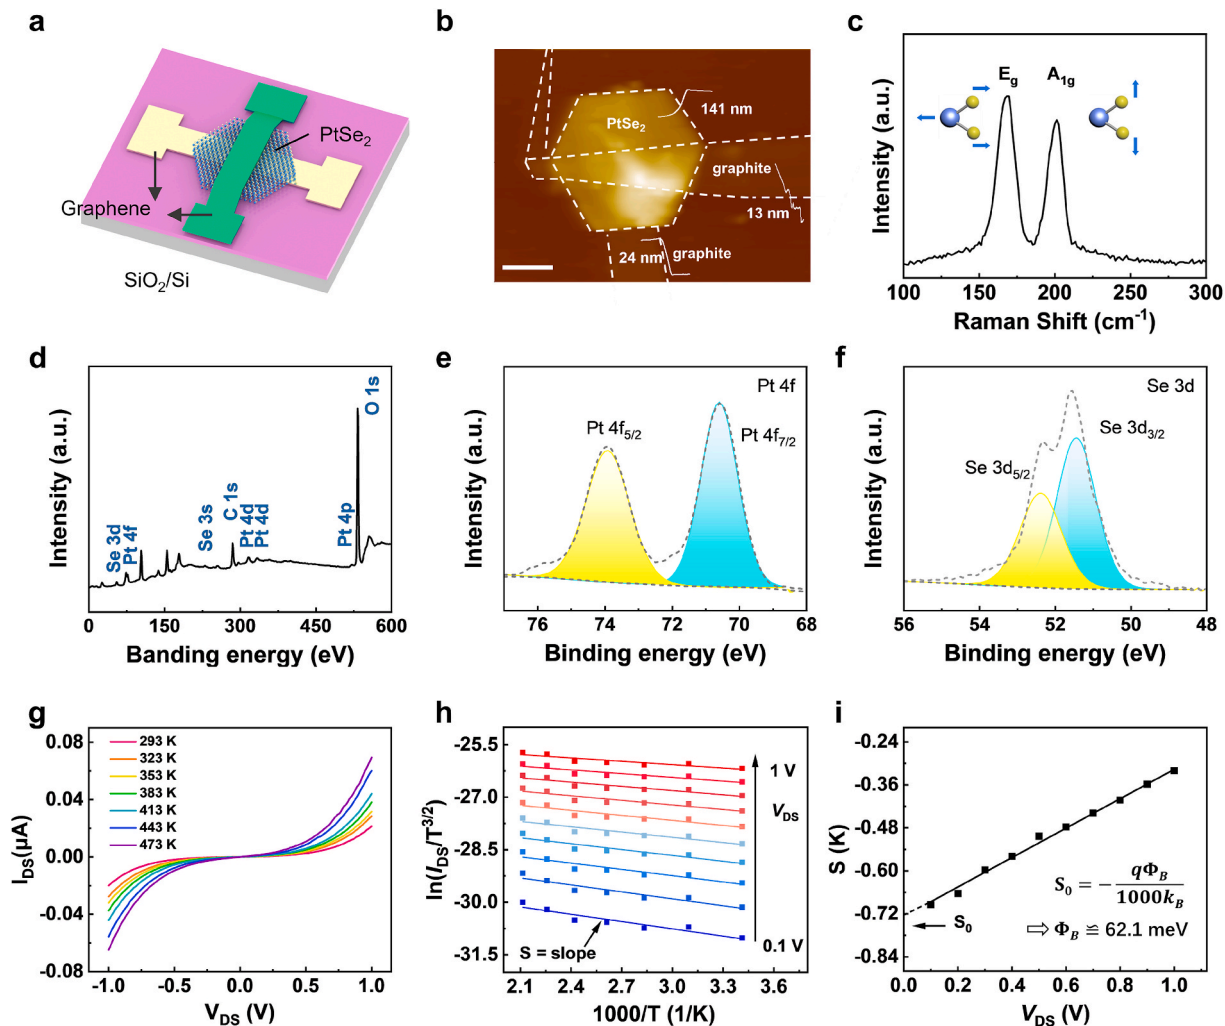 a
PtSe2
Graphene
SiO2/Si
b
141 nm
PtSe2
graphite
13 nm
24 nm
graphite
c
Intensity (a.u.)
Eg
A1g
100 150 200 250 300
Raman Shift (cm-1)
d
Intensity (a.u.)
Se 3d
Pt 4f
Se 3s
C 1s
Pt 4d
Pt 4d
Pt 4p
O 1s
0 150 300 450 600
Banding energy (eV)
e
Intensity (a.u.)
Pt 4f
Pt 4f5/2
Pt 4f7/2
76 74 72 70 68
Binding energy (eV)
f
Intensity (a.u.)
Se 3d
Se 3d3/2
Se 3d5/2
56 54 52 50 48
Binding energy (eV)
g
IDS(μA)
0.08
0.04
0.00
-0.04
-0.08
293 K
323 K
353 K
383 K
413 K
443 K
473 K
-1.0 -0.5 0.0 0.5 1.0
VDS (V)
h
ln(IDS/T3/2)
-25.5
-27.0
-28.5
-30.0
-31.5
1 V
VDS
0.1 V
S = slope
2.1 2.4 2.7 3.0 3.3 3.6
1000/T (1/K)
i
S (K)
-0.24
-0.36
-0.48
-0.60
-0.72
-0.84
S0
S0 = − qΦB/1000kB
⇨ ΦB ≌ 62.1 meV
0.0 0.2 0.4 0.6 0.8 1.0
VDS (V)